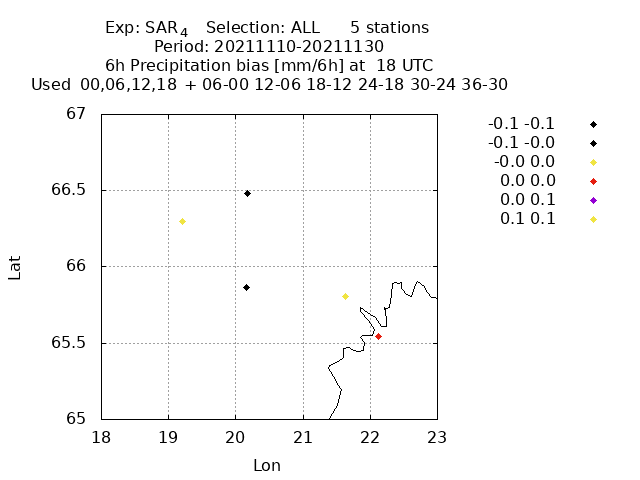 Exp: SAR4 Selection: ALL 5 stations
Period: 20211110-20211130
6h Precipitation bias [mm/6h] at 18 UTC
Used 00,06,12,18 + 06-00 12-06 18-12 24-18 30-24 36-30
-0.1 -0.1
-0.1 -0.0
-0.0 0.0
0.0 0.0
0.0 0.1
0.1 0.1
67
66.5
66
65.5
65
Lat
18 19 20 21 22 23
Lon